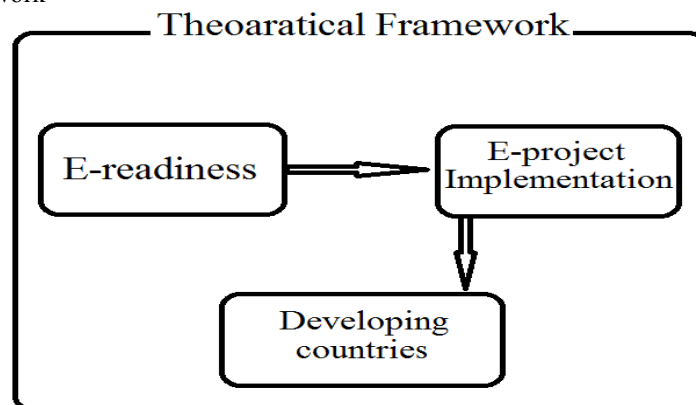 Theoaratical Framework
E-readiness
E-project
Implementation
Developing
countries